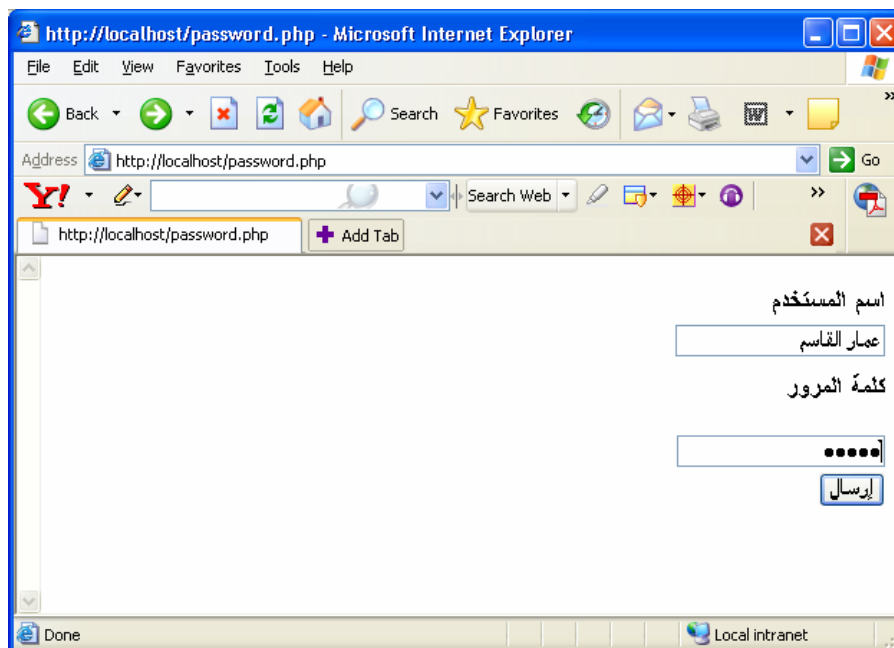 http://localhost/password.php - Microsoft Internet Explorer
File Edit View Favorites Tools Help
Back Search Favorites W »
Address http://localhost/password.php Go
Y! Search Web »
http://localhost/password.php Add Tab
اسم المستخدم
عمار القاسم
كلمة المرور
•••••
إرسال
Done Local intranet